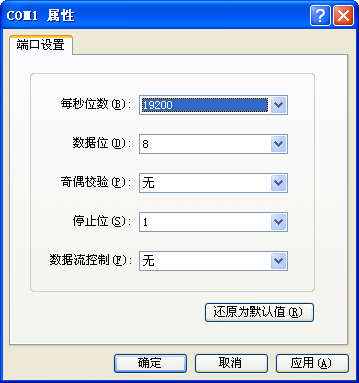 COM1 属性
端口设置
每秒位数(B): 19200
数据位(D): 8
奇偶校验(P): 无
停止位(S): 1
数据流控制(F): 无
还原为默认值(R)
确定 取消 应用(A)